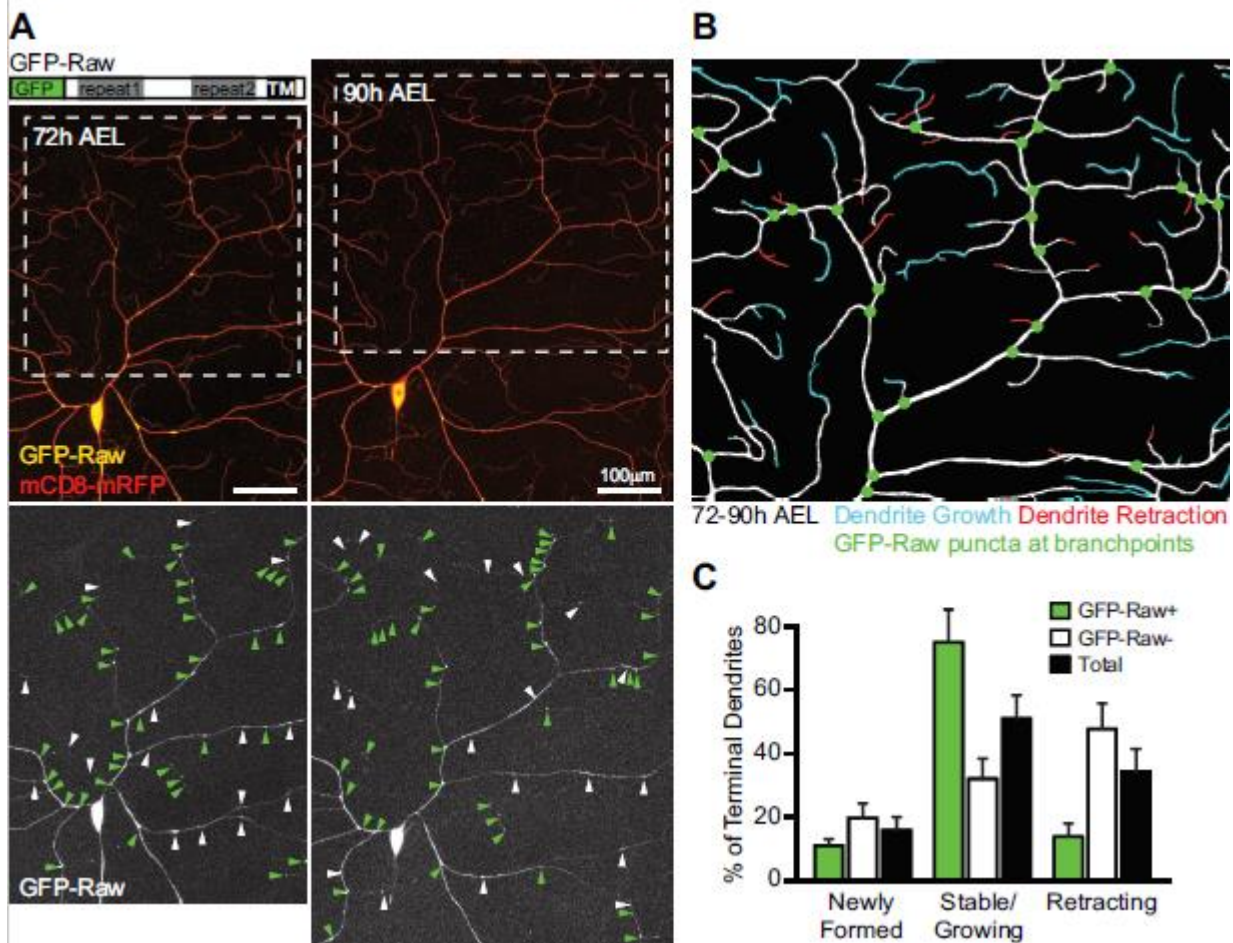 A
GFP-Raw
GFP repeat1 repeat2 TM
72h AEL
90h AEL
GFP-Raw
mCD8-mRFP
100μm
GFP-Raw
B
72-90h AEL Dendrite Growth Dendrite Retraction
GFP-Raw puncta at branchpoints
C
% of Terminal Dendrites
80
60
40
20
0
GFP-Raw+
GFP-Raw-
Total
Newly
Formed
Stable/
Growing
Retracting